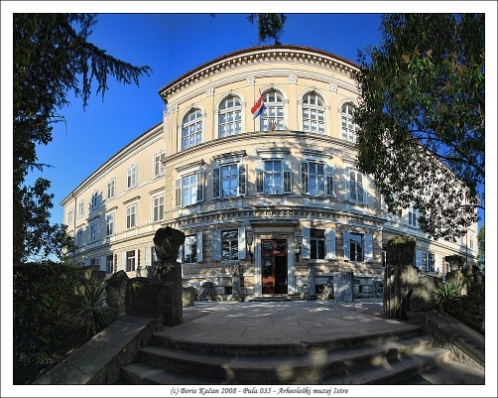 (c) Boris Kačan 2008 - Pula 035 - Arheološki muzej Istre